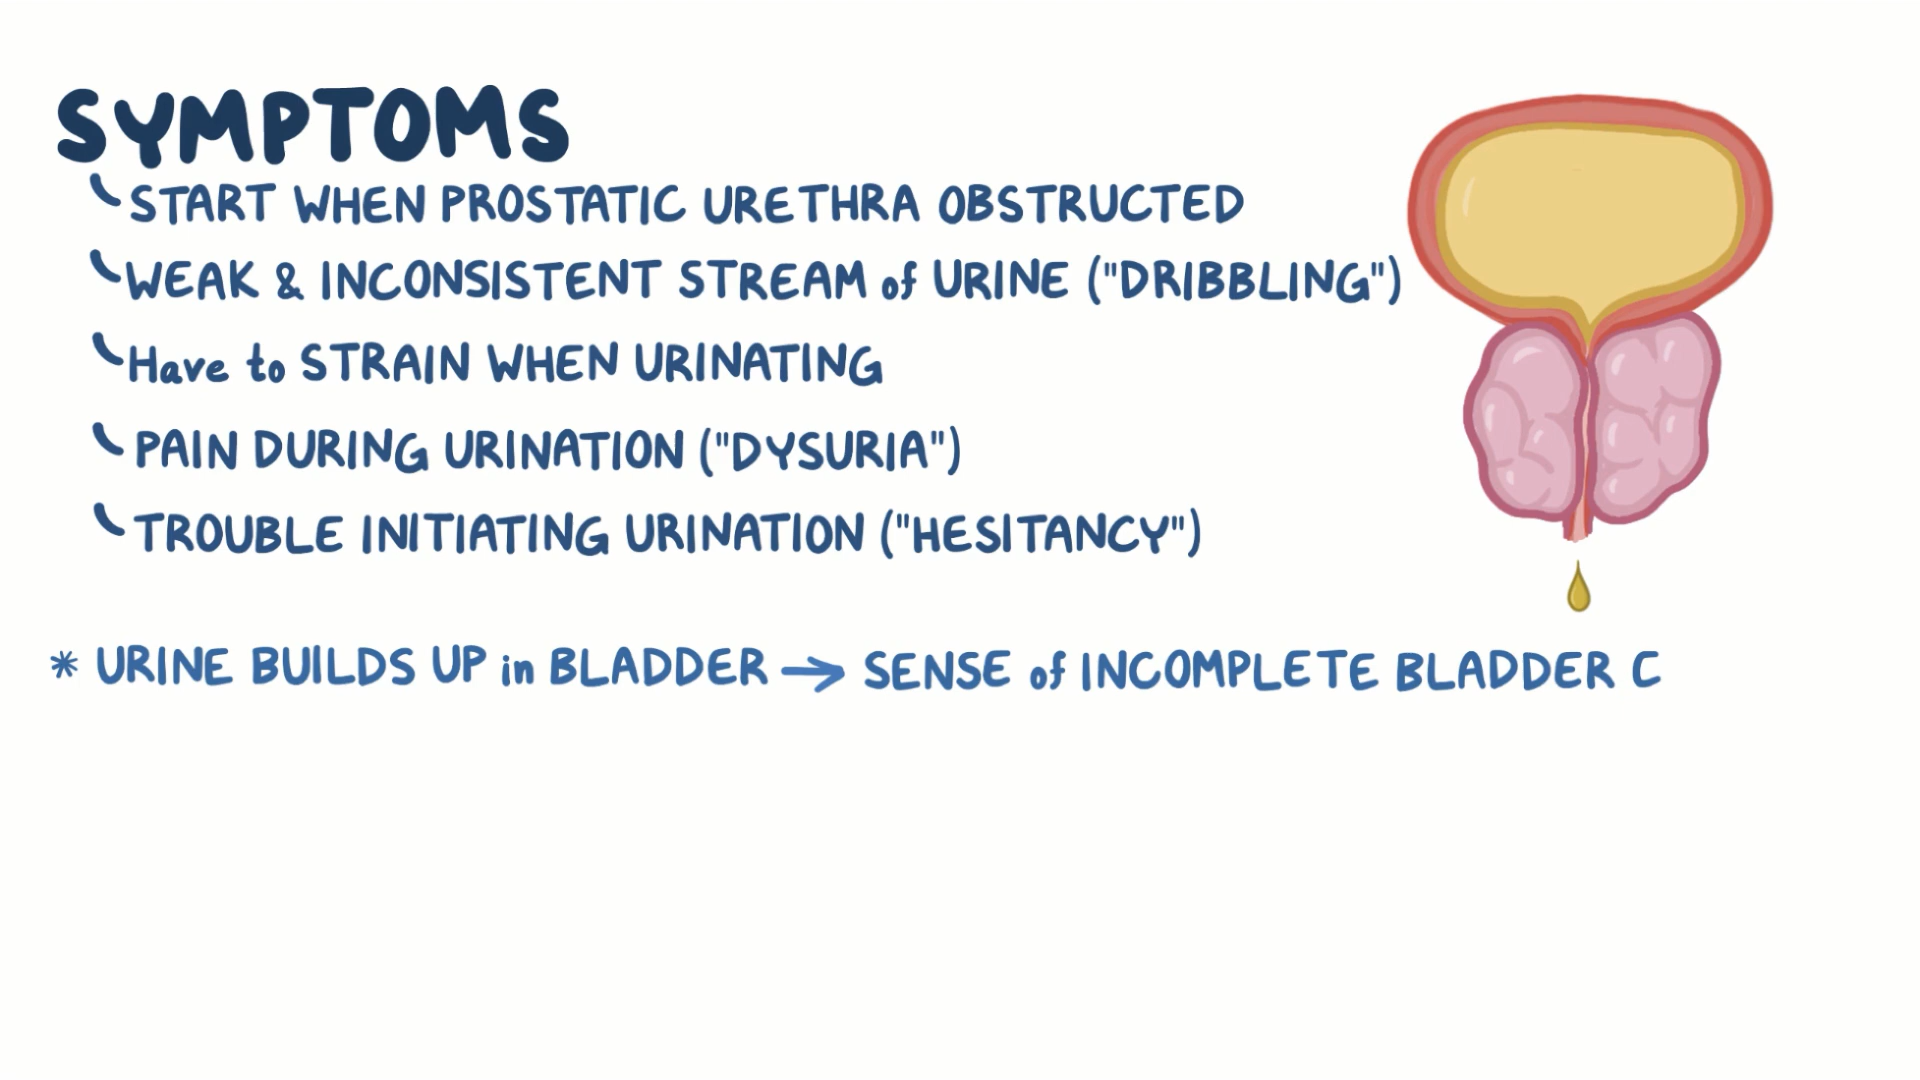 SYMPTOMS
START WHEN PROSTATIC URETHRA OBSTRUCTED
WEAK & INCONSISTENT STREAM of URINE ("DRIBBLING")
Have to STRAIN WHEN URINATING
PAIN DURING URINATION ("DYSURIA")
TROUBLE INITIATING URINATION ("HESITANCY")
* URINE BUILDS UP in BLADDER → SENSE of INCOMPLETE BLADDER C